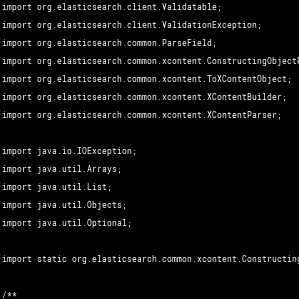 import org.elasticsearch.client.Validatable;
import org.elasticsearch.client.ValidationException;
import org.elasticsearch.common.ParseField;
import org.elasticsearch.common.xcontent.ConstructingObject
import org.elasticsearch.common.xcontent.ToXContentObject;
import org.elasticsearch.common.xcontent.XContentBuilder;
import org.elasticsearch.common.xcontent.XContentParser;
import java.io.IOException;
import java.util.Arrays;
import java.util.List;
import java.util.Objects;
import java.util.Optional;
import static org.elasticsearch.common.xcontent.Constructing
/**